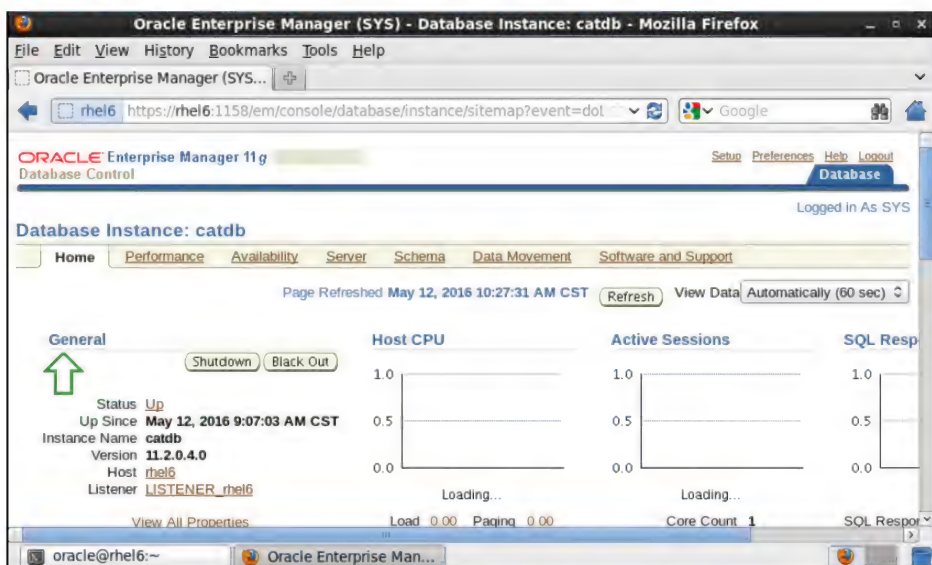 Oracle Enterprise Manager (SYS) - Database Instance: catdb - Mozilla Firefox
File Edit View History Bookmarks Tools Help
Oracle Enterprise Manager (SYS...
rhel6 https://rhel6:1158/em/console/database/instance/sitemap?event=dol Google
ORACLE Enterprise Manager 11g
Setup Preferences Help Logout
Database Control
Database
Logged in As SYS
Database Instance: catdb
Home Performance Availability Server Schema Data Movement Software and Support
Page Refreshed May 12, 2016 10:27:31 AM CST Refresh View Data Automatically (60 sec)
General Host CPU Active Sessions SQL Resp
Shutdown Black Out
1.0 1.0 1.0
Status Up
Up Since May 12, 2016 9:07:03 AM CST
0.5 0.5 0.5
Instance Name catdb
Version 11.2.0.4.0
Host rhel6
0.0 0.0 0.0
Listener LISTENER_rhel6
Loading... Loading...
View All Properties Load 0.00 Paging 0.00 Core Count 1 SQL Respor
oracle@rhel6:~ Oracle Enterprise Man...